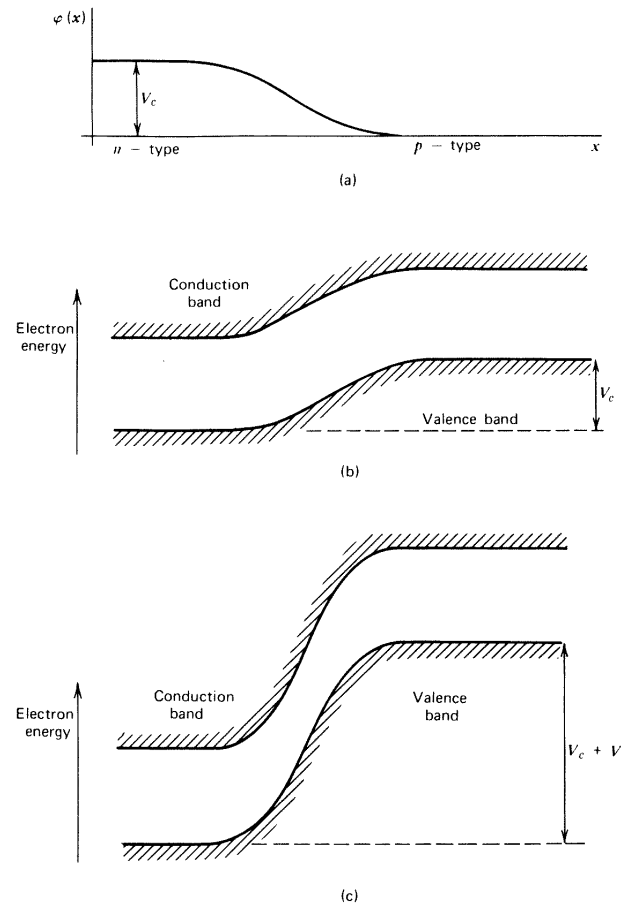 φ(x)
V_c
n – type
p – type
x
(a)
Conduction
band
Electron
energy
V_c
Valence band
(b)
Conduction
band
Valence
band
Electron
energy
V_c + V
(c)